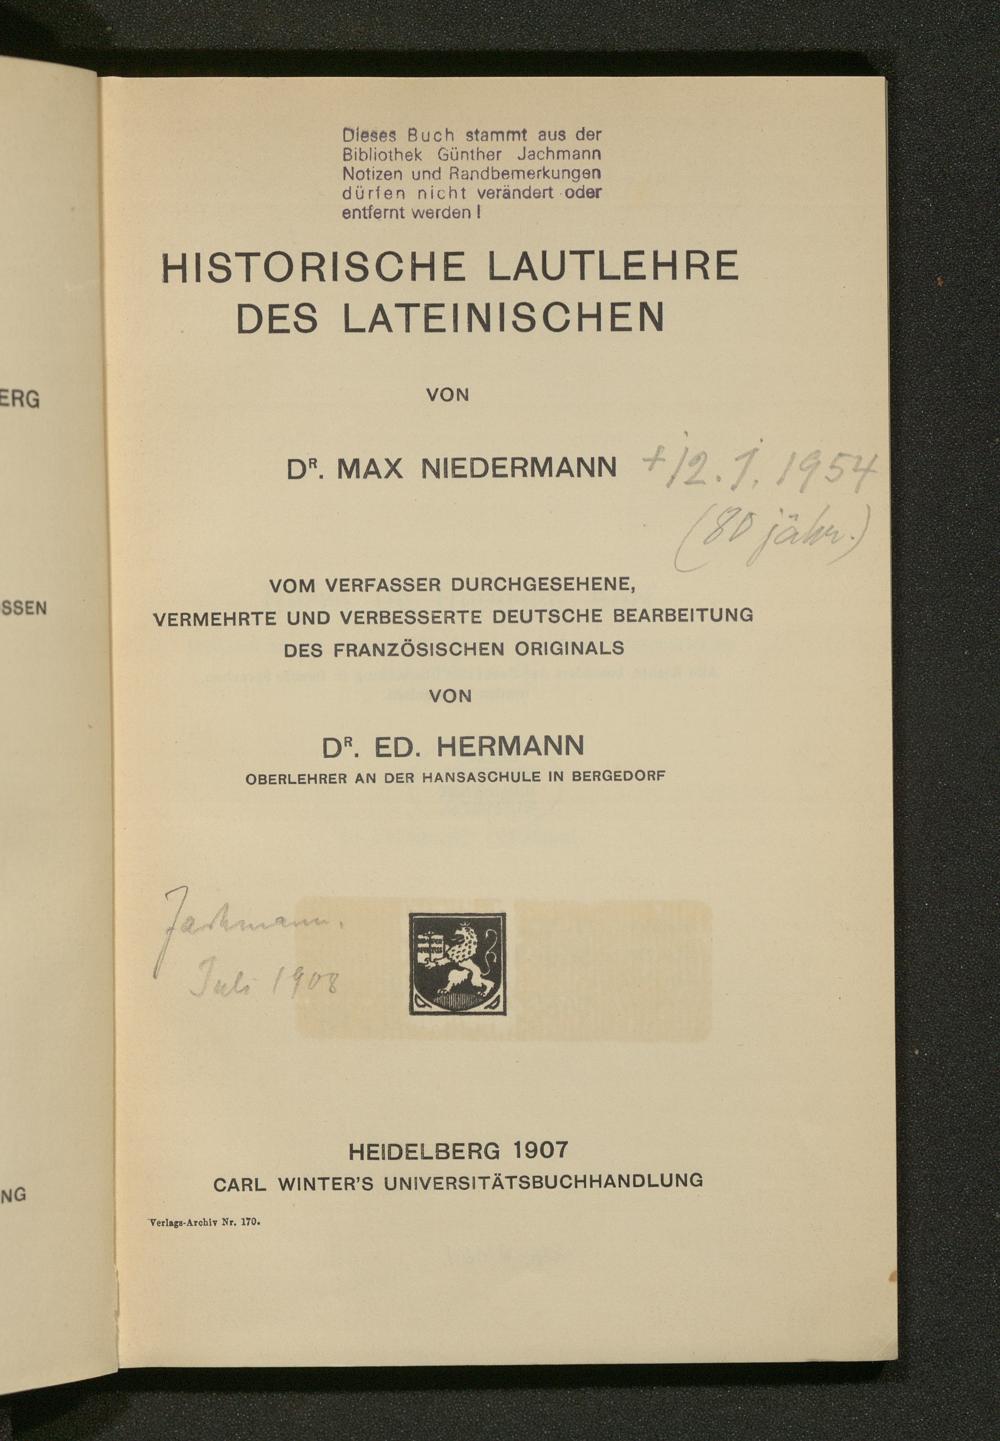 Dieses Buch stammt aus der
Bibliothek Günther Jachmann
Notizen und Randbemerkungen
dürfen nicht verändert oder
entfernt werden!
HISTORISCHE LAUTLEHRE
DES LATEINISCHEN
VON
DR. MAX NIEDERMANN
+ 12. 1. 1954
(80 jähr.)
VOM VERFASSER DURCHGESEHENE,
VERMEHRTE UND VERBESSERTE DEUTSCHE BEARBEITUNG
DES FRANZÖSISCHEN ORIGINALS
VON
DR. ED. HERMANN
OBERLEHRER AN DER HANSASCHULE IN BERGEDORF
Jachmann.
Juli 1908
HEIDELBERG 1907
CARL WINTER'S UNIVERSITÄTSBUCHHANDLUNG
Verlags-Archiv Nr. 170.
ERG
SSEN
NG